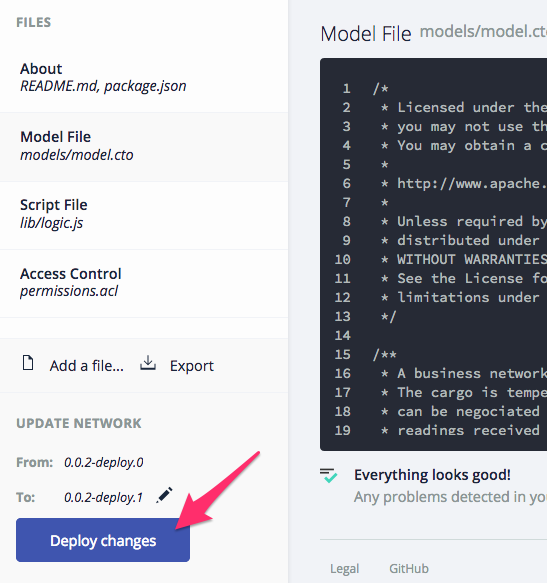 FILES
About
README.md, package.json
Model File
models/model.cto
Script File
lib/logic.js
Access Control
permissions.acl
Add a file... Export
UPDATE NETWORK
From: 0.0.2-deploy.0
To: 0.0.2-deploy.1
Deploy changes
Model File models/model.cto
1 /*
2 * Licensed under the
3 * you may not use th
4 * You may obtain a c
5 *
6 * http://www.apache.
7 *
8 * Unless required by
9 * distributed under
10 * WITHOUT WARRANTIES
11 * See the License fo
12 * limitations under
13 */
14
15 /**
16 * A business network
17 * The cargo is tempe
18 * can be negociated
19 * readings received
Everything looks good!
Any problems detected in you
Legal GitHub